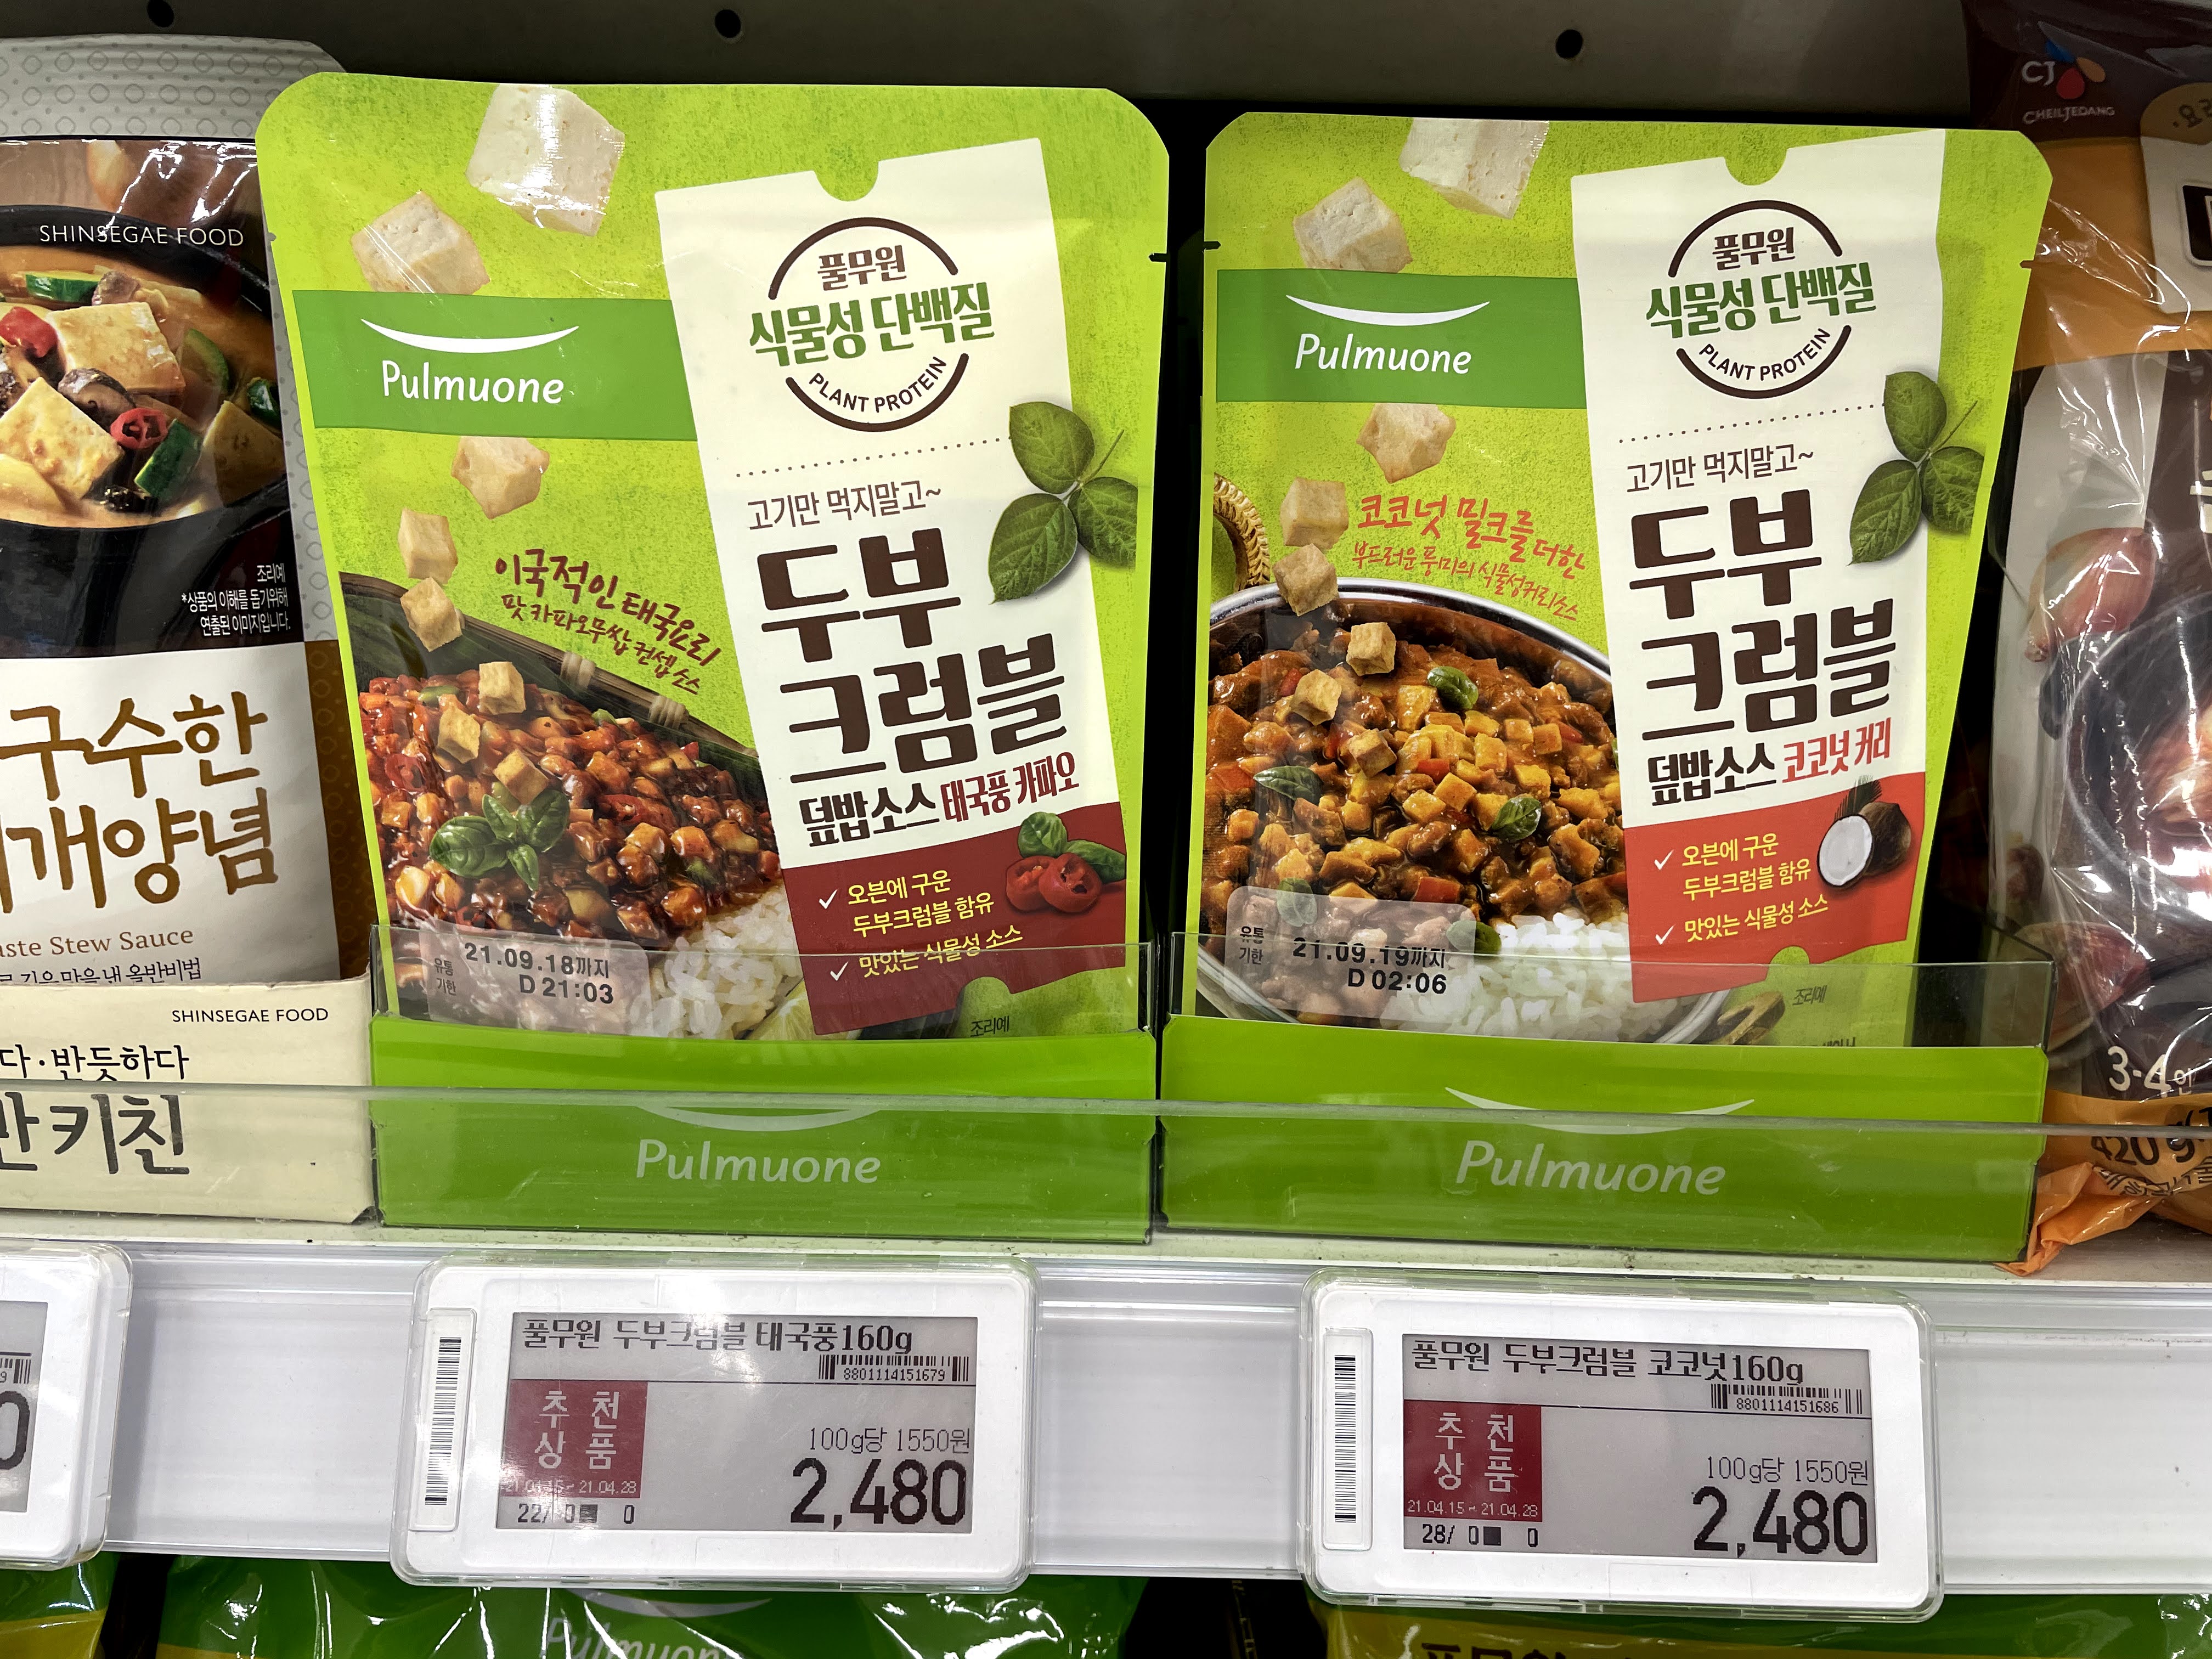 SHINSEGAE FOOD
조리예
*상품의 이해를 돕기위해
연출된 이미지입니다.
구수한
개양념
aste Stew Sauce
SHINSEGAE FOOD
다·반듯하다
키친
Pulmuone
풀무원
식물성 단백질
PLANT PROTEIN
고기만 먹지말고~
두부
크럼블
덮밥소스 태국풍 카파오
이국적인 태국요리
팟 카파오무쌉 컨셉 소스
오븐에 구운
두부크럼블 함유
맛있는 식물성 소스
유통
기한
21.09.18까지
D 21:03
조리예
Pulmuone
Pulmuone
풀무원
식물성 단백질
PLANT PROTEIN
고기만 먹지말고~
두부
크럼블
덮밥소스 코코넛 커리
코코넛 밀크를 더한
부드러운 풍미의 식물성커리소스
오븐에 구운
두부크럼블 함유
맛있는 식물성 소스
유통
기한
21.09.19까지
D 02:06
조리예
Pulmuone
CJ
CHEILJEDANG
3-4인
420g
풀무원 두부크럼블 태국풍160g
8801114151679
추천
상품
21.04.15~21.04.28
100g당 1550원
2,480
22/ 0 0
풀무원 두부크럼블 코코넛160g
8801114151686
추천
상품
21.04.15~21.04.28
100g당 1550원
2,480
28/ 0 0
Pulmuone